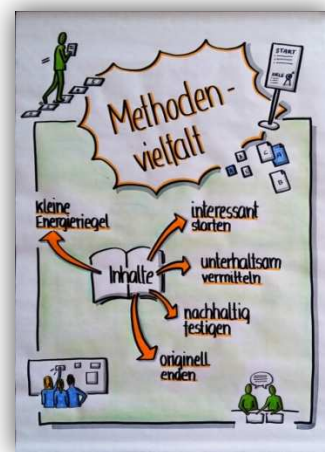 START
ZIELE
Methoden-
vielfalt
kleine
Energieriegel
interessant
starten
Inhalte
unterhaltsam
vermitteln
nachhaltig
festigen
originell
enden